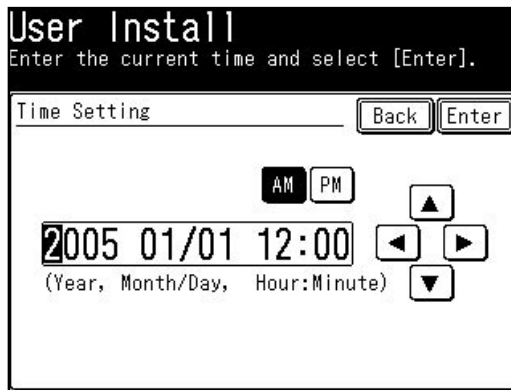 User Install
Enter the current time and select [Enter].
Time Setting
Back Enter
AM PM
2005 01/01 12:00
(Year, Month/Day, Hour:Minute)